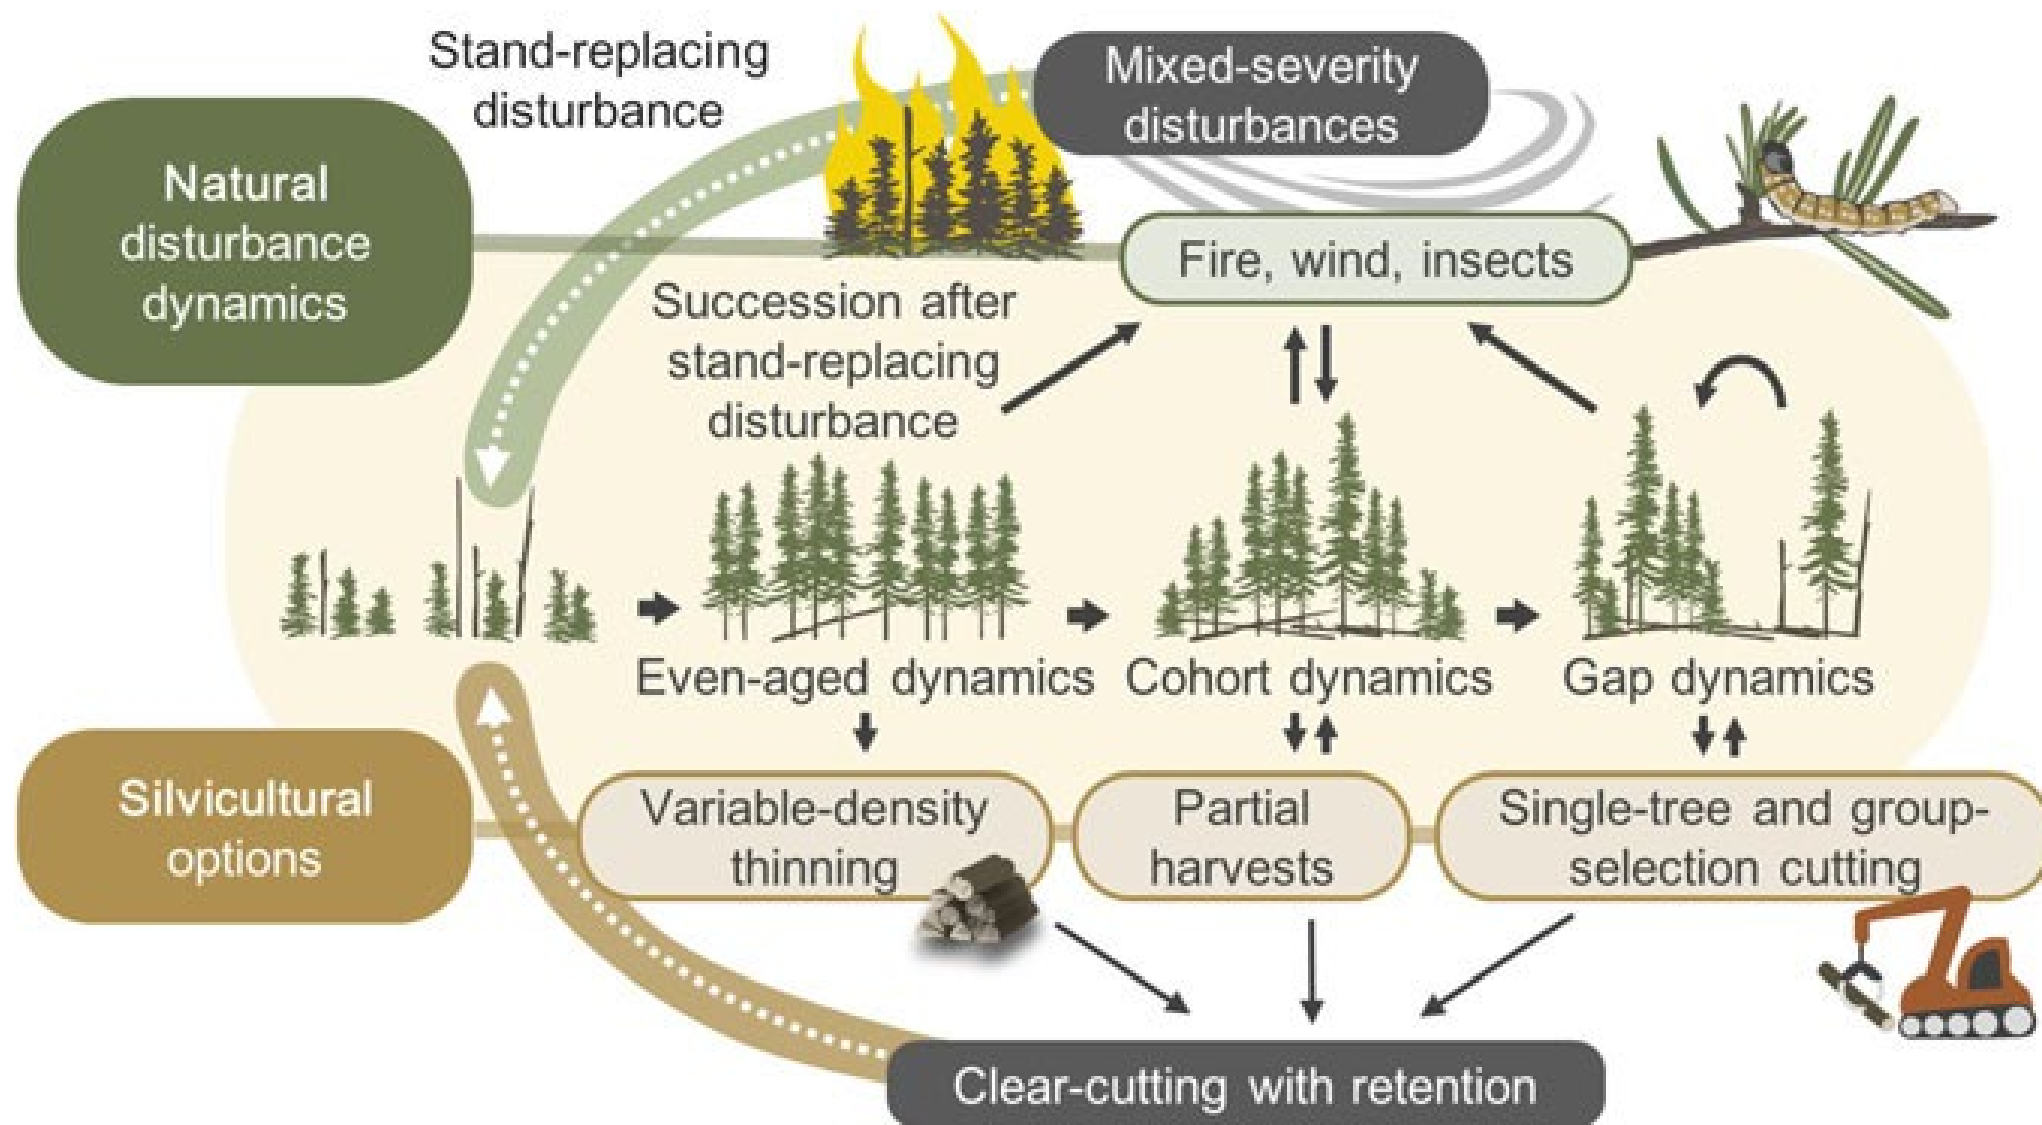 Stand-replacing
disturbance
Mixed-severity
disturbances
Natural
disturbance
dynamics
Fire, wind, insects
Succession after
stand-replacing
disturbance
Even-aged dynamics
Cohort dynamics
Gap dynamics
Silvicultural
options
Variable-density
thinning
Partial
harvests
Single-tree and group-
selection cutting
Clear-cutting with retention